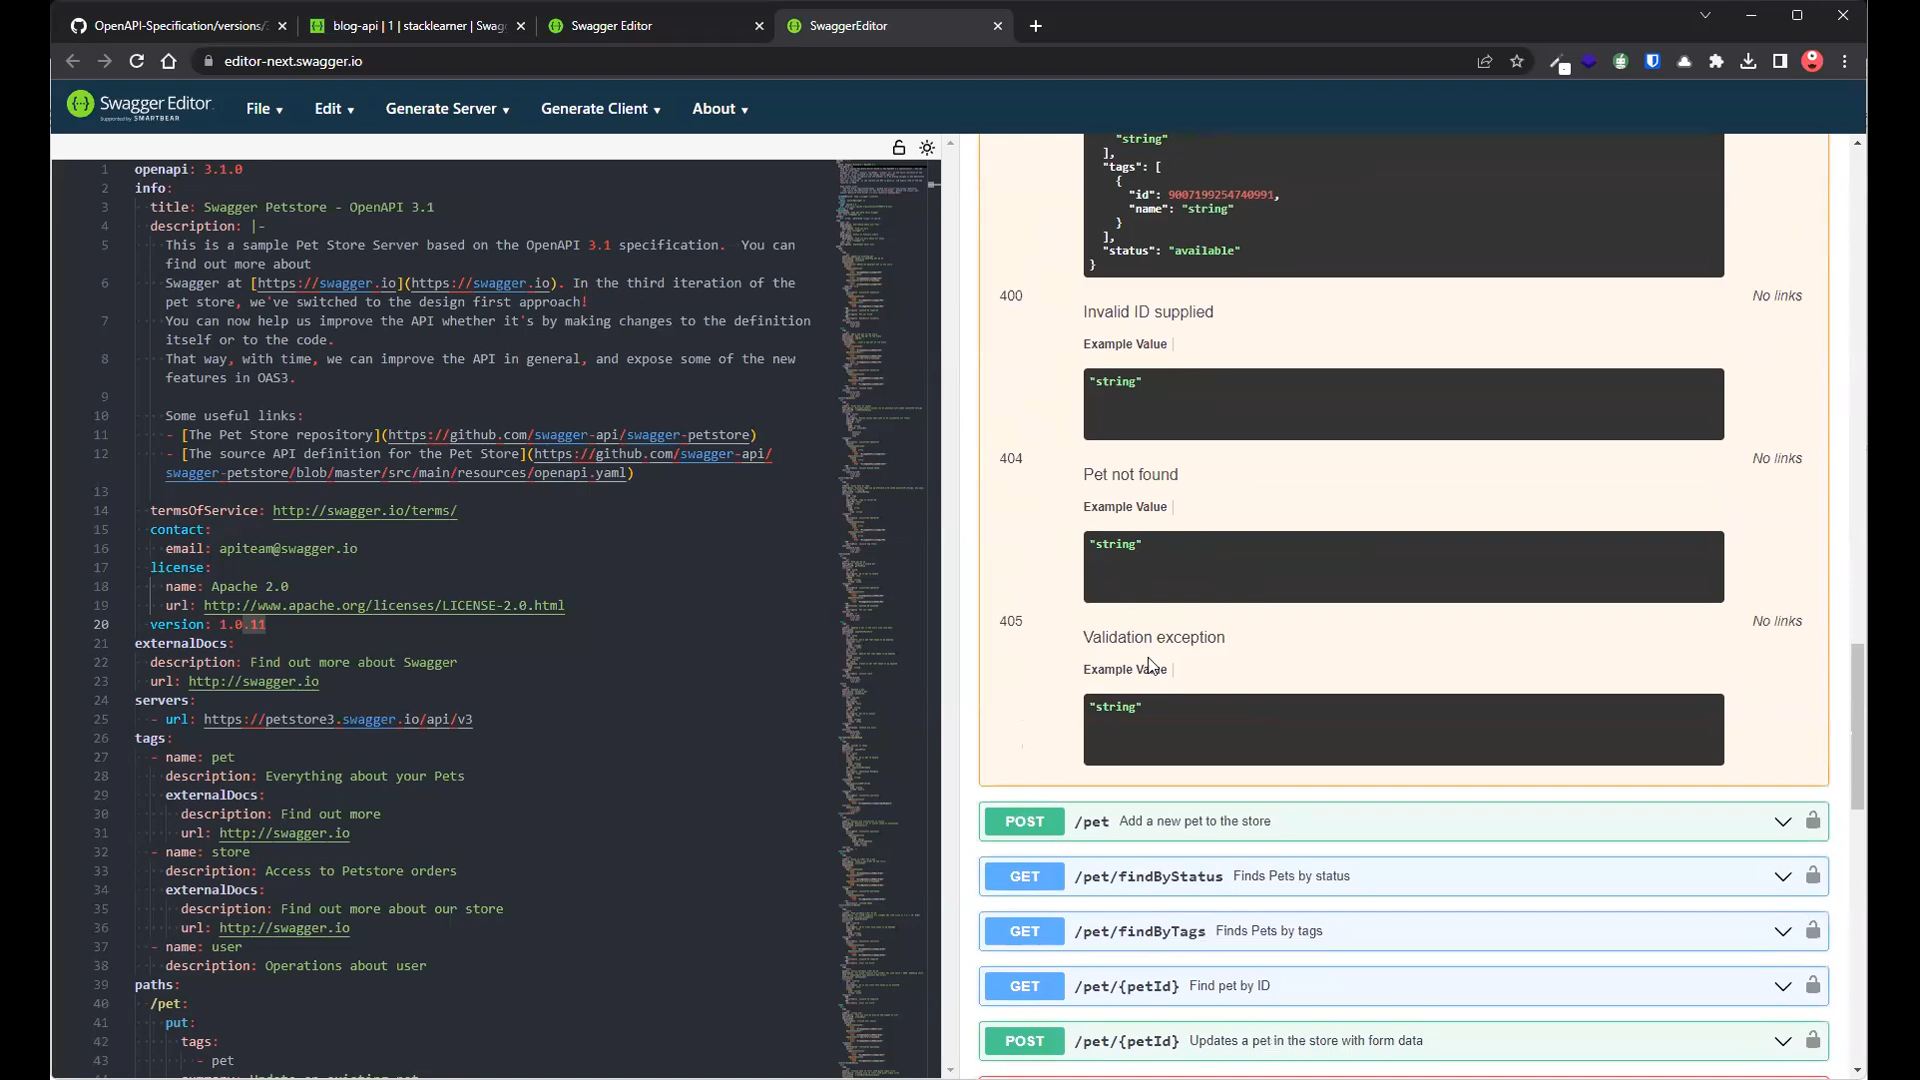 OpenAPI-Specification/versions/
blog-api | 1 | stacklearner | Swag
Swagger Editor
SwaggerEditor
editor-next.swagger.io
Swagger Editor
Supported by SMARTBEAR
File
Edit
Generate Server
Generate Client
About
1 openapi: 3.1.0
2 info:
3 title: Swagger Petstore - OpenAPI 3.1
4 description: |-
5 This is a sample Pet Store Server based on the OpenAPI 3.1 specification.  You can
find out more about
6 Swagger at [https://swagger.io](https://swagger.io). In the third iteration of the
pet store, we've switched to the design first approach!
7 You can now help us improve the API whether it's by making changes to the definition
itself or to the code.
8 That way, with time, we can improve the API in general, and expose some of the new
features in OAS3.
9
10 Some useful links:
11 - [The Pet Store repository](https://github.com/swagger-api/swagger-petstore)
12 - [The source API definition for the Pet Store](https://github.com/swagger-api/
swagger-petstore/blob/master/src/main/resources/openapi.yaml)
13
14 termsOfService: http://swagger.io/terms/
15 contact:
16 email: apiteam@swagger.io
17 license:
18 name: Apache 2.0
19 url: http://www.apache.org/licenses/LICENSE-2.0.html
20 version: 1.0.11
21 externalDocs:
22 description: Find out more about Swagger
23 url: http://swagger.io
24 servers:
25 - url: https://petstore3.swagger.io/api/v3
26 tags:
27 - name: pet
28 description: Everything about your Pets
29 externalDocs:
30 description: Find out more
31 url: http://swagger.io
32 - name: store
33 description: Access to Petstore orders
34 externalDocs:
35 description: Find out more about our store
36 url: http://swagger.io
37 - name: user
38 description: Operations about user
39 paths:
40 /pet:
41 put:
42 tags:
43 - pet
"string"
],
"tags": [
{
"id": 9007199254740991,
"name": "string"
}
],
"status": "available"
}
400
Invalid ID supplied
No links
Example Value
"string"
404
Pet not found
No links
Example Value
"string"
405
Validation exception
No links
Example Value
"string"
POST /pet Add a new pet to the store
GET /pet/findByStatus Finds Pets by status
GET /pet/findByTags Finds Pets by tags
GET /pet/{petId} Find pet by ID
POST /pet/{petId} Updates a pet in the store with form data